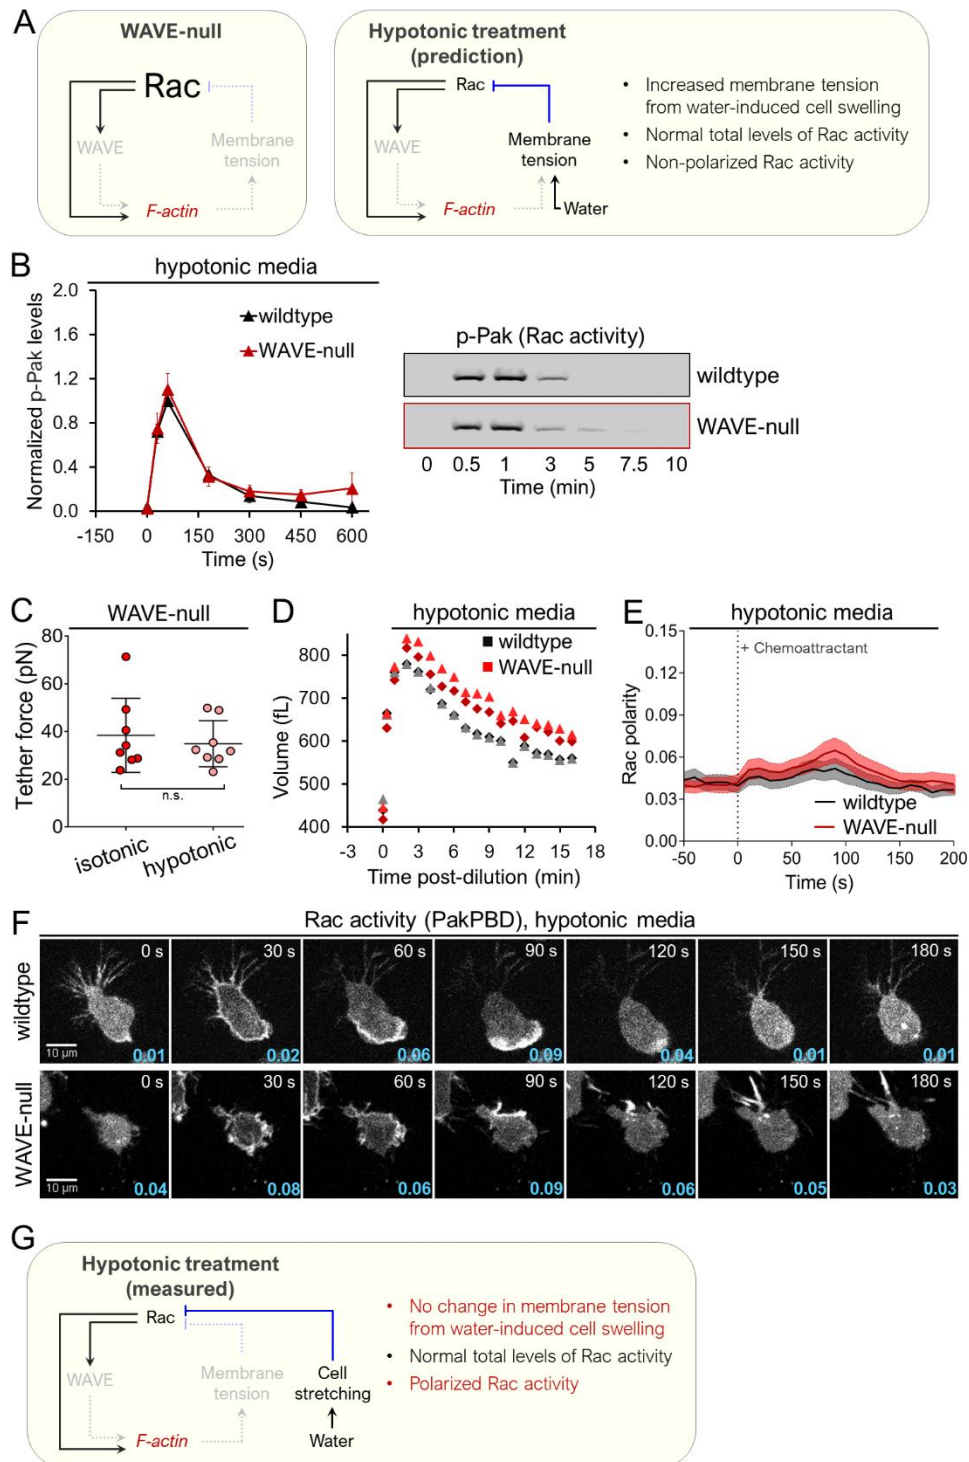 A
WAVE-null
Rac
WAVE
Membrane
tension
F-actin
Hypotonic treatment
(prediction)
Rac
WAVE
Membrane
tension
F-actin
Water
• Increased membrane tension
from water-induced cell swelling
• Normal total levels of Rac activity
• Non-polarized Rac activity
B
hypotonic media
Normalized p-Pak levels
2.0
1.6
1.2
0.8
0.4
0.0
-150 0 150 300 450 600
Time (s)
wildtype
WAVE-null
p-Pak (Rac activity)
wildtype
WAVE-null
0 0.5 1 3 5 7.5 10
Time (min)
C
WAVE-null
Tether force (pN)
80
60
40
20
0
n.s.
isotonic hypotonic
D
hypotonic media
wildtype
WAVE-null
Volume (fL)
800
700
600
500
400
-3 0 3 6 9 12 15 18
Time post-dilution (min)
E
hypotonic media
+ Chemoattractant
Rac polarity
0.15
0.12
0.09
0.06
0.03
0.00
wildtype
WAVE-null
-50 0 50 100 150 200
Time (s)
F
Rac activity (PakPBD), hypotonic media
wildtype
0 s 30 s 60 s 90 s 120 s 150 s 180 s
10 µm
0.01 0.02 0.06 0.09 0.04 0.01 0.01
WAVE-null
0 s 30 s 60 s 90 s 120 s 150 s 180 s
10 µm
0.04 0.08 0.06 0.09 0.06 0.05 0.03
G
Hypotonic treatment
(measured)
Rac
WAVE
Membrane
tension
Cell
stretching
F-actin
Water
• No change in membrane tension
from water-induced cell swelling
• Normal total levels of Rac activity
• Polarized Rac activity